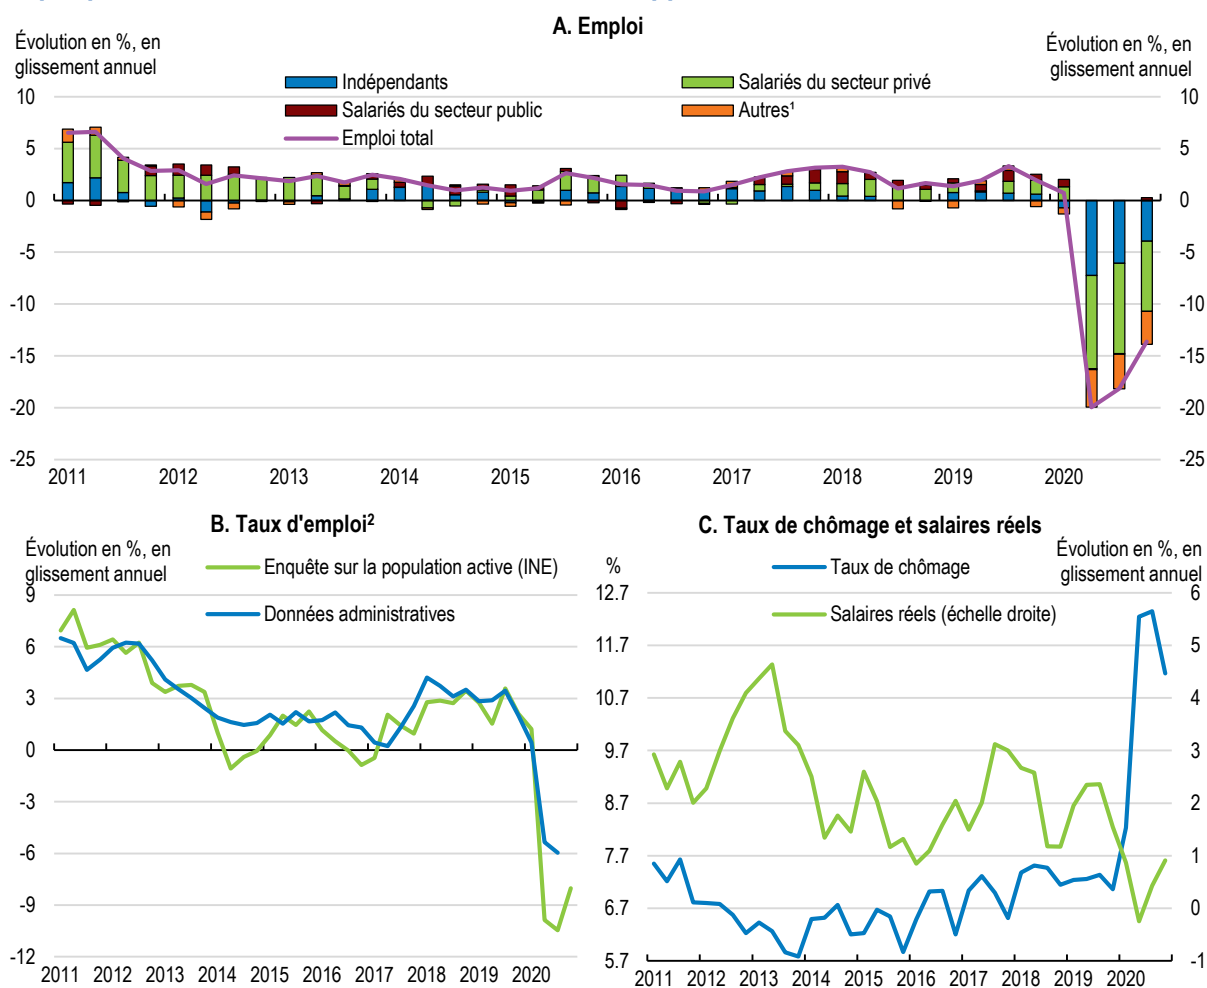 A. Emploi
Évolution en %, en
glissement annuel
Évolution en %, en
glissement annuel
Indépendants
Salariés du secteur privé
Salariés du secteur public
Autres¹
Emploi total
10
5
0
-5
-10
-15
-20
-25
10
5
0
-5
-10
-15
-20
-25
2011 2012 2013 2014 2015 2016 2017 2018 2019 2020
B. Taux d'emploi²
Évolution en %, en
glissement annuel
Enquête sur la population active (INE)
Données administratives
9
6
3
0
-3
-6
-9
-12
2011 2012 2013 2014 2015 2016 2017 2018 2019 2020
C. Taux de chômage et salaires réels
%
Évolution en %, en
glissement annuel
Taux de chômage
Salaires réels (échelle droite)
12.7
11.7
10.7
9.7
8.7
7.7
6.7
5.7
6
5
4
3
2
1
0
-1
2011 2012 2013 2014 2015 2016 2017 2018 2019 2020